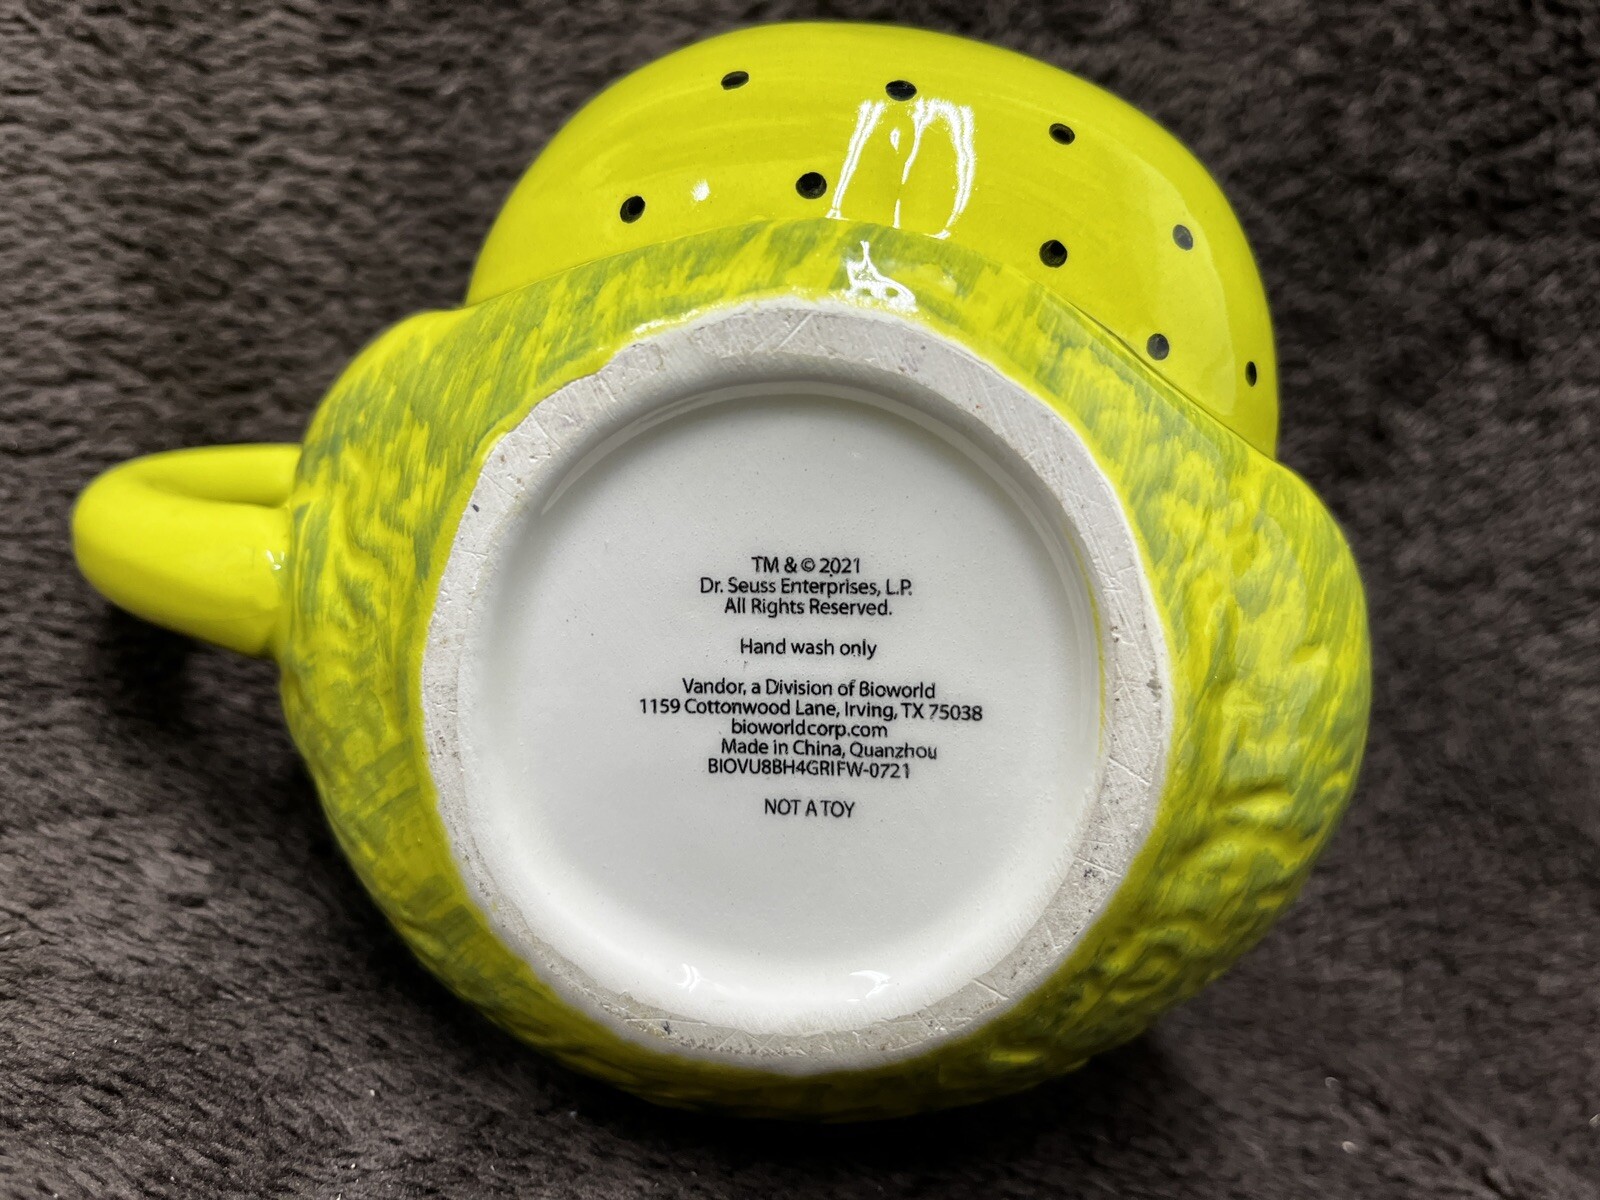 TM & © 2021
Dr. Seuss Enterprises, L.P.
All Rights Reserved.
Hand wash only
Vandor, a Division of Bioworld
1159 Cottonwood Lane, Irving, TX 75038
bioworldcorp.com
Made in China, Quanzhou
BIOVU8BH4GRIFW-0721
NOT A TOY